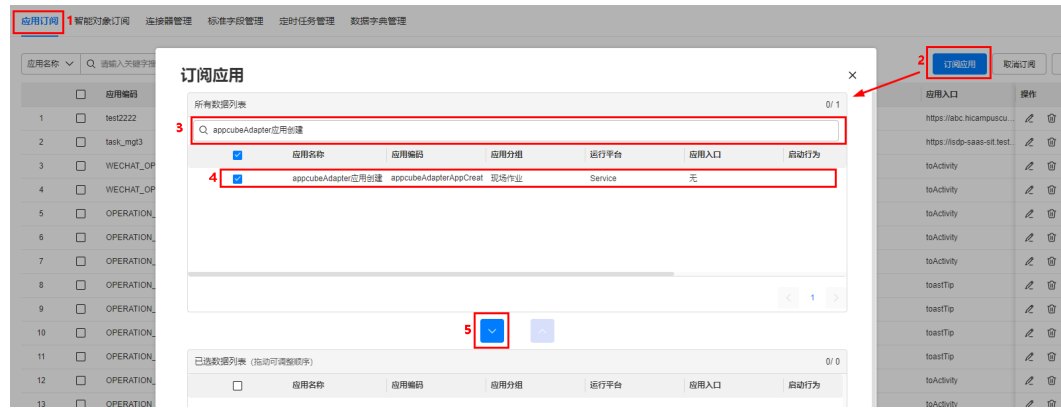 应用订阅 1 智能对象订阅 连接器管理 标准字段管理 定时任务管理 数据字典管理
应用名称 请输入关键字搜 2 订阅应用 取消订阅
订阅应用 ×
应用编码 应用入口 操作
所有数据列表 0/ 1
1 test2222 https://abc.hicampuscu...
3 appcubeAdapter应用创建
2 task_mgt3 https://isdp-saas-sit.test...
应用名称 应用编码 应用分组 运行平台 应用入口 启动行为
3 WECHAT_OP toActivity
4 appcubeAdapter应用创建 appcubeAdapterAppCreat 现场作业 Service 无
4 WECHAT_OP toActivity
5 OPERATION_ toActivity
6 OPERATION_ toActivity
7 OPERATION_ toActivity
8 OPERATION_ toastTip
1
9 OPERATION_ toastTip
10 OPERATION_ toastTip
5
11 OPERATION_ toastTip
已选数据列表 (拖动可调整顺序) 0/ 0
12 OPERATION_ toActivity
应用名称 应用编码 应用分组 运行平台 应用入口 启动行为
13 OPERATION toActivity